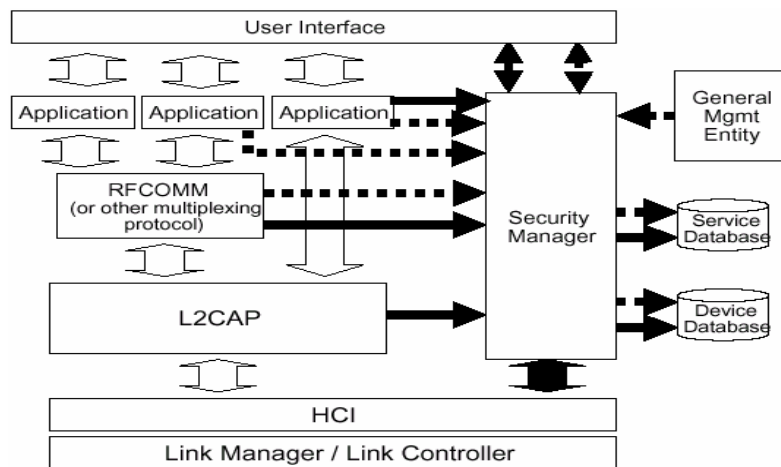 User Interface
Application
Application
Application
General
Mgmt
Entity
RFCOMM
(or other multiplexing
protocol)
Security
Manager
Service
Database
L2CAP
Device
Database
HCI
Link Manager / Link Controller